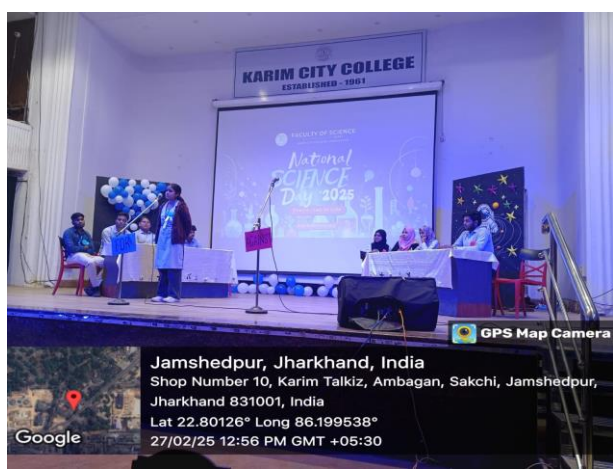 KARIM CITY COLLEGE
ESTABLISHED - 1961
FACULTY OF SCIENCE
National
SCIENCE
Day 2025
FOR
AGAINST
GPS Map Camera
Jamshedpur, Jharkhand, India
Shop Number 10, Karim Talkiz, Ambagan, Sakchi, Jamshedpur,
Jharkhand 831001, India
Lat 22.80126° Long 86.199538°
27/02/25 12:56 PM GMT +05:30
Google